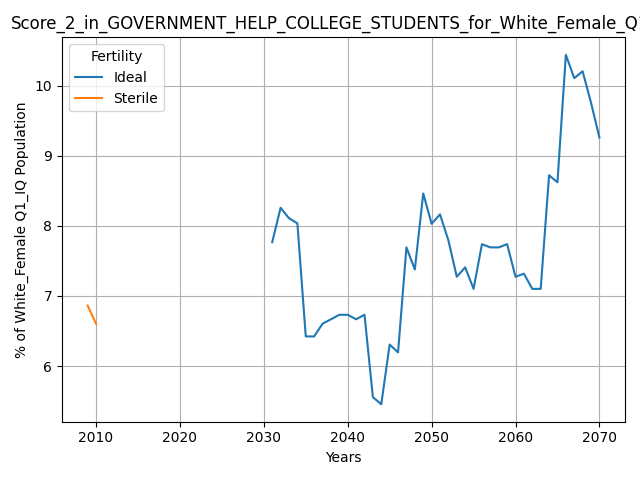 Score_2_in_GOVERNMENT_HELP_COLLEGE_STUDENTS_for_White_Female_Q
Fertility
Ideal
Sterile
% of White_Female Q1_IQ Population
10
9
8
7
6
2010 2020 2030 2040 2050 2060 2070
Years